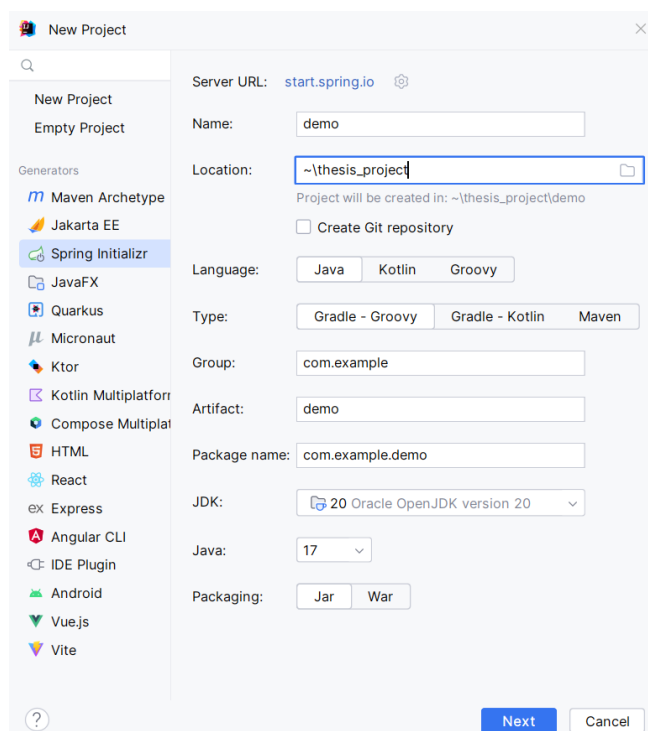 New Project
New Project
Empty Project
Generators
Maven Archetype
Jakarta EE
Spring Initializr
JavaFX
Quarkus
Micronaut
Ktor
Kotlin Multiplatforr
Compose Multiplat
HTML
React
ex Express
Angular CLI
IDE Plugin
Android
Vue.js
Vite
Server URL: start.spring.io
Name: demo
Location: ~\thesis_project
Project will be created in: ~\thesis_project\demo
Create Git repository
Language: Java Kotlin Groovy
Type: Gradle - Groovy Gradle - Kotlin Maven
Group: com.example
Artifact: demo
Package name: com.example.demo
JDK: 20 Oracle OpenJDK version 20
Java: 17
Packaging: Jar War
? Next Cancel